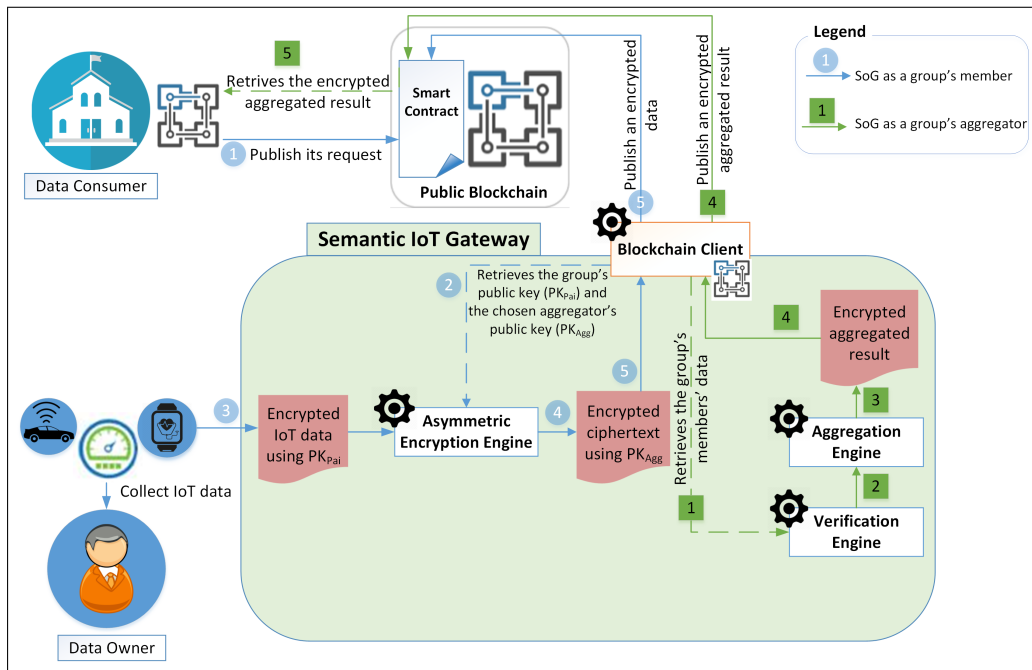 Legend
1
SoG as a group's member
1
SoG as a group's aggregator
5
Retrives the encrypted
aggregated result
Smart
Contract
1
Publish its request
Public Blockchain
Data Consumer
Publish an encrypted
data
Publish an encrypted
aggregated result
5
4
Semantic IoT Gateway
Blockchain Client
2
Retrieves the group's
public key (PKPai) and
the chosen aggregator's
public key (PKAgg)
4
Encrypted
aggregated
result
5
Retrieves the group's
members' data
3
3
Encrypted
IoT data
using PKPai
Asymmetric
Encryption Engine
4
Encrypted
ciphertext
using PKAgg
Aggregation
Engine
2
Collect IoT data
1
Verification
Engine
Data Owner